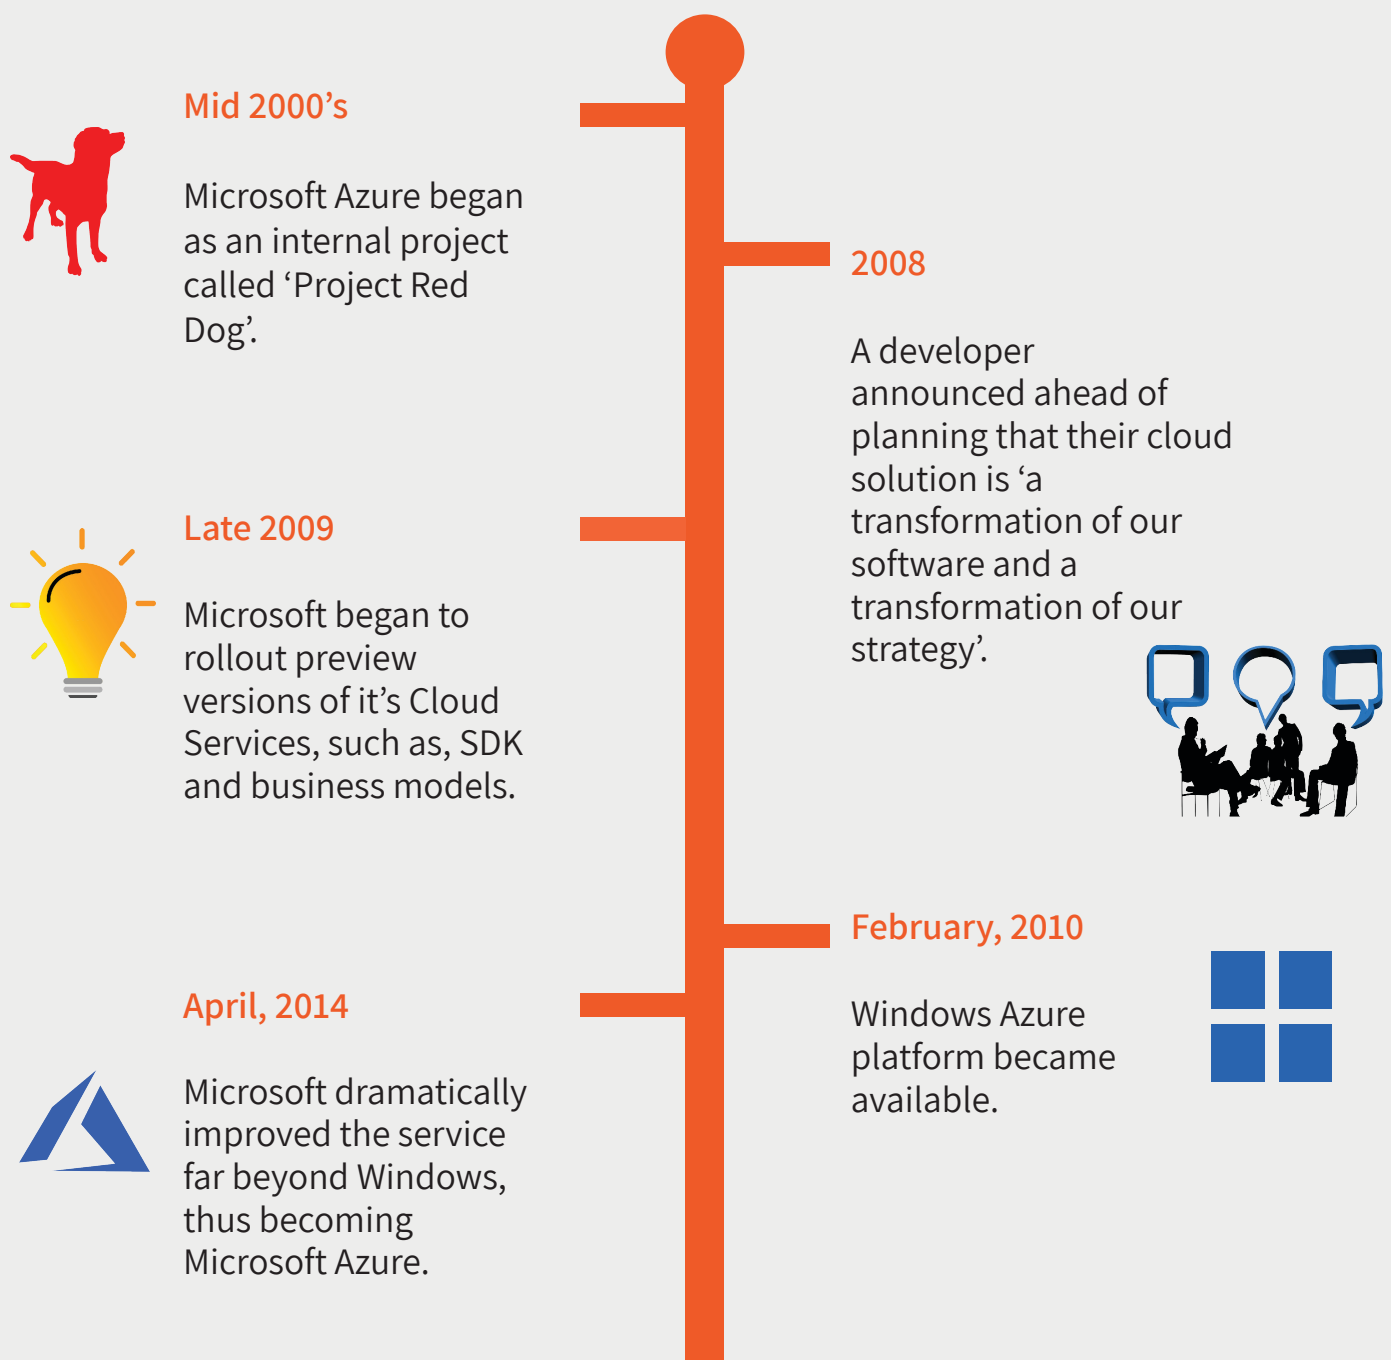 Mid 2000’s
Microsoft Azure began
as an internal project
called ‘Project Red
Dog’.
2008
A developer
announced ahead of
planning that their cloud
solution is ‘a
transformation of our
software and a
transformation of our
strategy’.
Late 2009
Microsoft began to
rollout preview
versions of it’s Cloud
Services, such as, SDK
and business models.
February, 2010
Windows Azure
platform became
available.
April, 2014
Microsoft dramatically
improved the service
far beyond Windows,
thus becoming
Microsoft Azure.